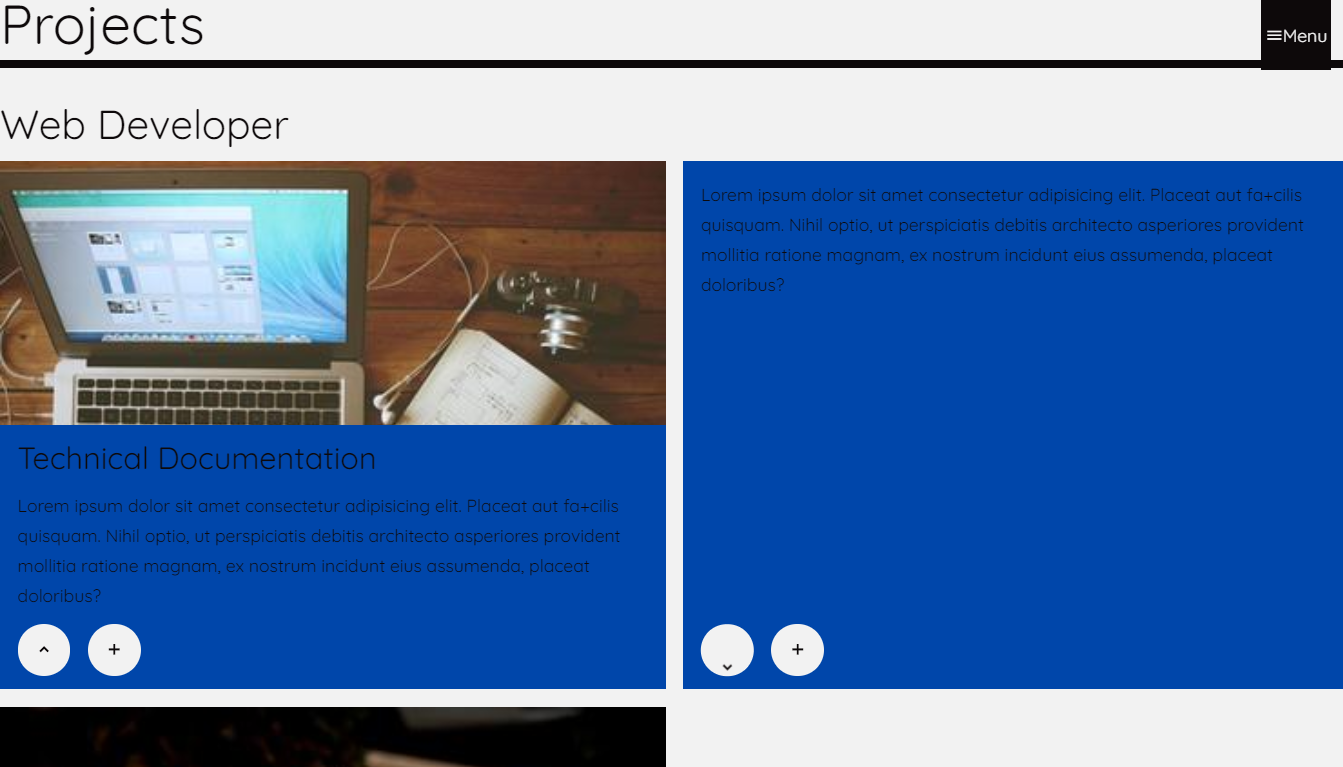 Projects
Menu
Web Developer
Technical Documentation
Lorem ipsum dolor sit amet consectetur adipisicing elit. Placeat aut fa+cilis
quisquam. Nihil optio, ut perspiciatis debitis architecto asperiores provident
mollitia ratione magnam, ex nostrum incidunt eius assumenda, placeat
doloribus?
Lorem ipsum dolor sit amet consectetur adipisicing elit. Placeat aut fa+cilis
quisquam. Nihil optio, ut perspiciatis debitis architecto asperiores provident
mollitia ratione magnam, ex nostrum incidunt eius assumenda, placeat
doloribus?